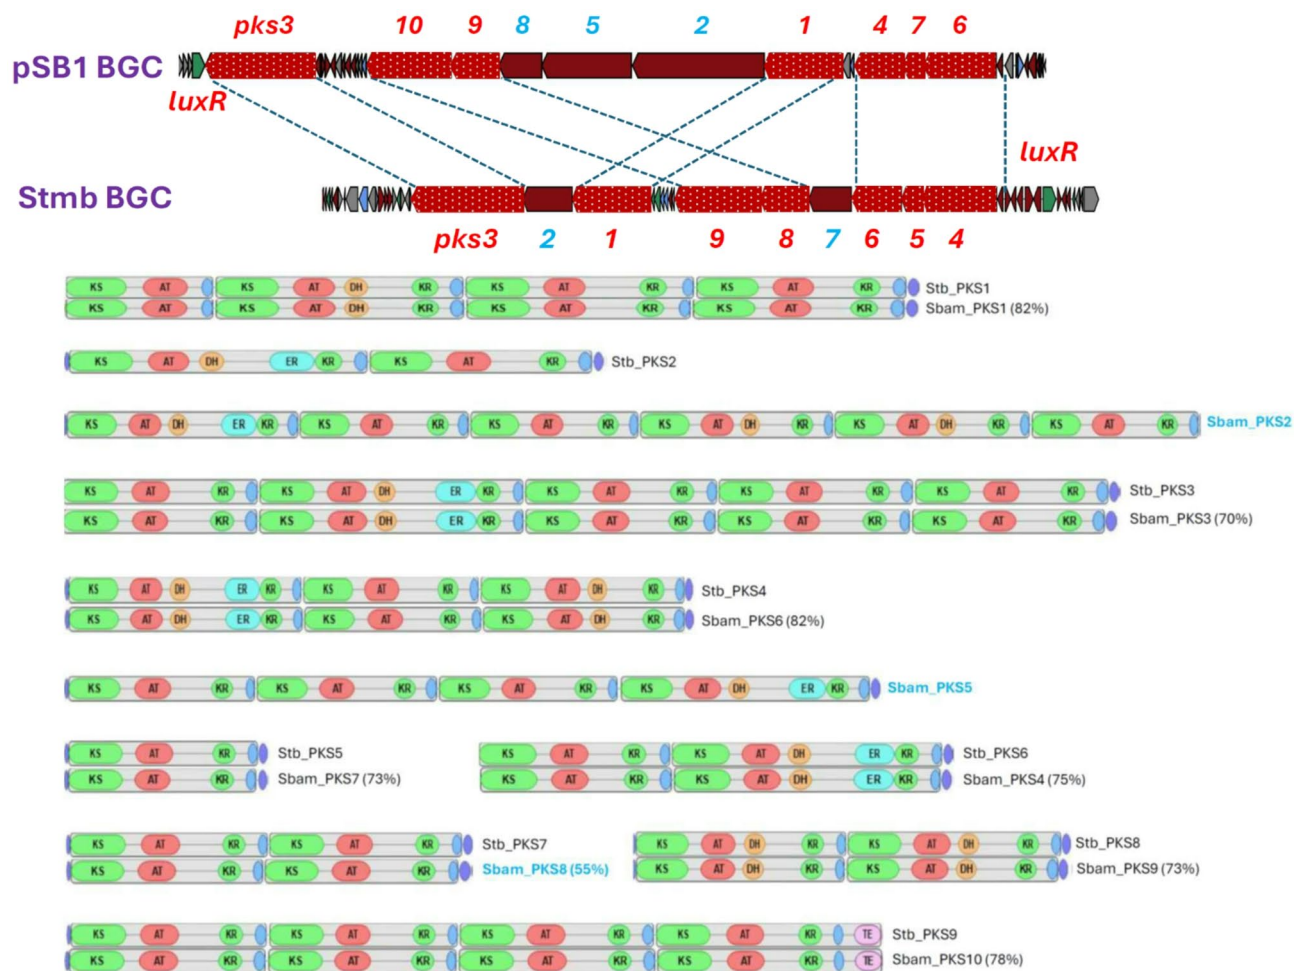 pks3 10 9 8 5 2 1 4 7 6
pSB1 BGC
luxR
luxR
Stmb BGC
pks3 2 1 9 8 7 6 5 4
KS AT KS AT DH KR KS AT KR KS AT KR Stb_PKS1
KS AT KS AT DH KR KS AT KR KS AT KR Sbam_PKS1 (82%)
KS AT DH ER KR KS AT KR Stb_PKS2
KS AT DH ER KR KS AT KR KS AT KR KS AT DH KR KS AT DH KR KS AT KR Sbam_PKS2
KS AT KR KS AT DH ER KR KS AT KR KS AT KR KS AT KR Stb_PKS3
KS AT KR KS AT DH ER KR KS AT KR KS AT KR KS AT KR Sbam_PKS3 (70%)
KS AT DH ER KR KS AT KR KS AT DH KR Stb_PKS4
KS AT DH ER KR KS AT KR KS AT DH KR Sbam_PKS6 (82%)
KS AT KR KS AT KR KS AT KR KS AT DH ER KR Sbam_PKS5
KS AT KR Stb_PKS5 KS AT KR KS AT DH ER KR Stb_PKS6
KS AT KR Sbam_PKS7 (73%) KS AT KR KS AT DH ER KR Sbam_PKS4 (75%)
KS AT KR KS AT KR Stb_PKS7 KS AT DH KR KS AT DH KR Stb_PKS8
KS AT KR KS AT KR Sbam_PKS8 (55%) KS AT DH KR KS AT DH KR Sbam_PKS9 (73%)
KS AT KR KS AT KR KS AT KR KS AT KR TE Stb_PKS9
KS AT KR KS AT KR KS AT KR KS AT KR TE Sbam_PKS10 (78%)